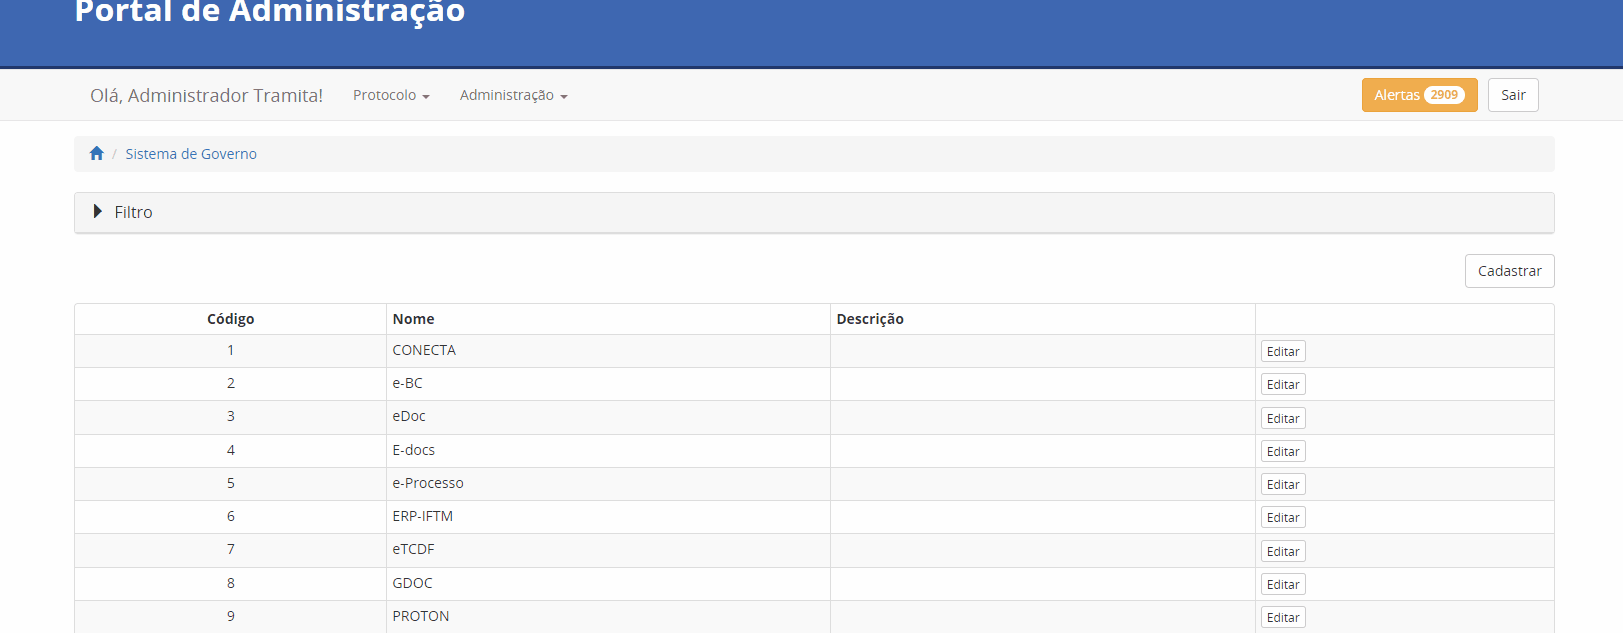 Portal de Administração
Olá, Administrador Tramita! Protocolo Administração Alertas 2909 Sair
/ Sistema de Governo
Filtro
Cadastrar
Código Nome Descrição
1 CONECTA Editar
2 e-BC Editar
3 eDoc Editar
4 E-docs Editar
5 e-Processo Editar
6 ERP-IFTM Editar
7 eTCDF Editar
8 GDOC Editar
9 PROTON Editar